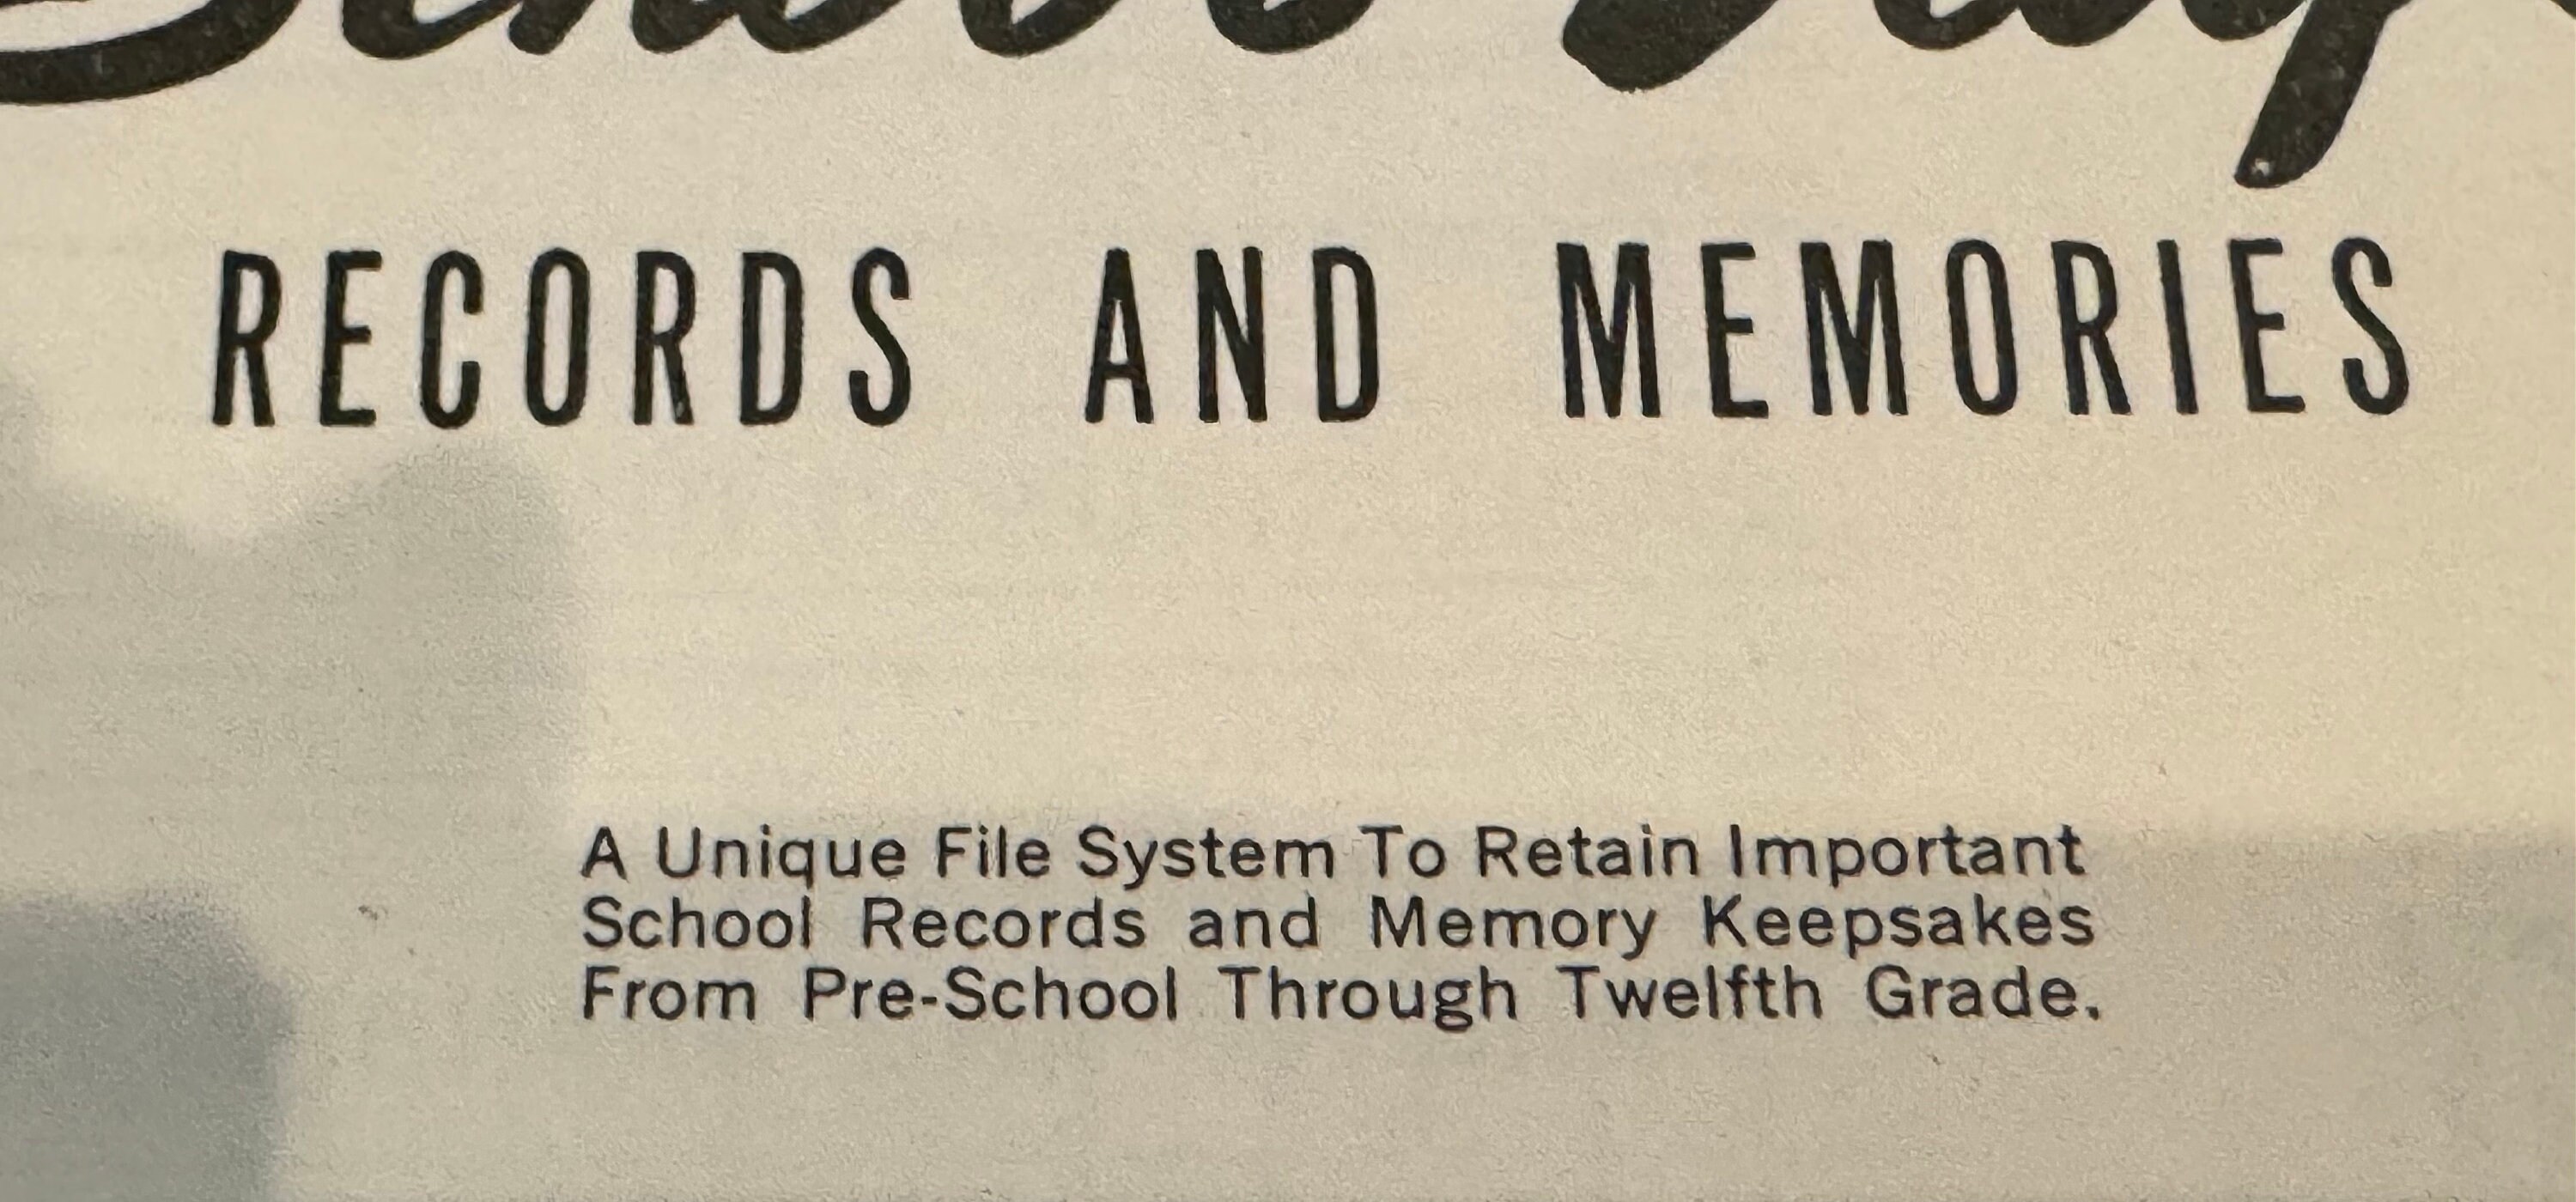 RECORDS AND MEMORIES
A Unique File System To Retain Important
School Records and Memory Keepsakes
From Pre-School Through Twelfth Grade.